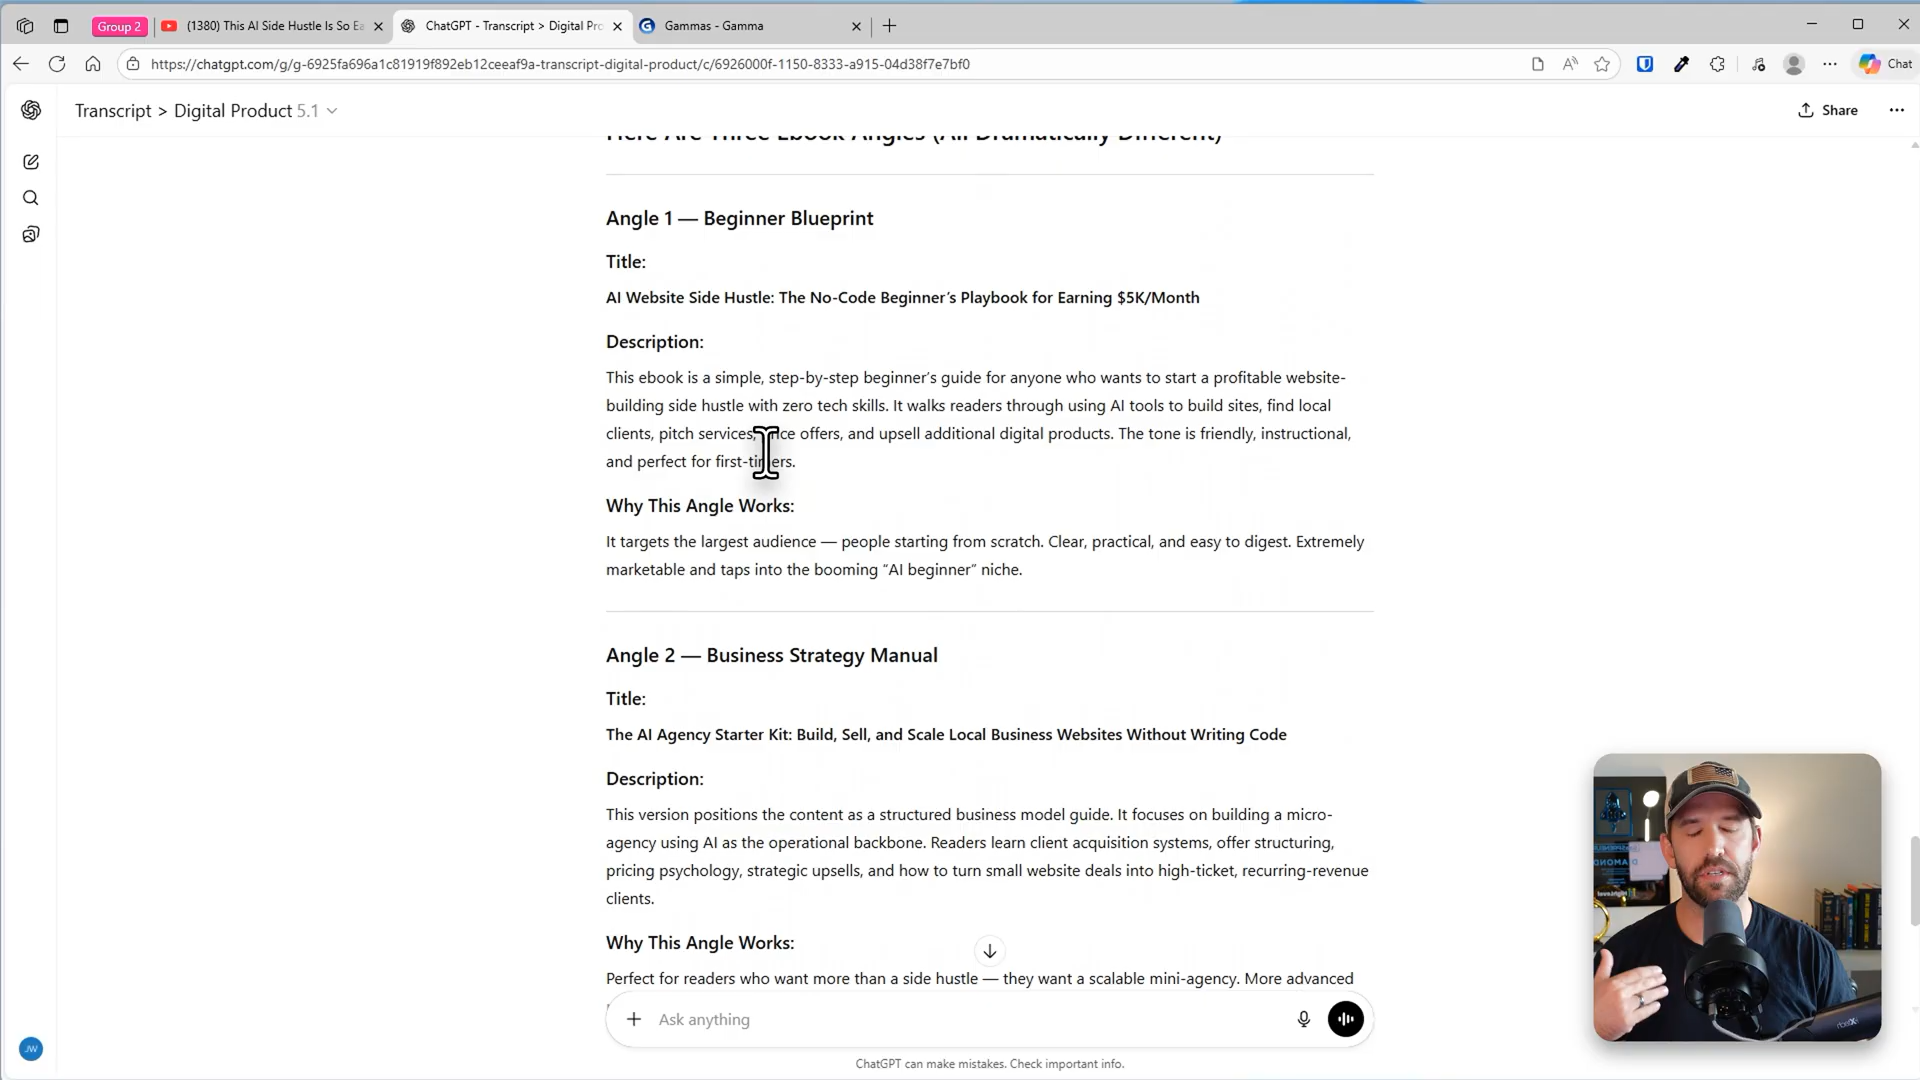 Group 2
(1380) This AI Side Hustle Is So Ea
ChatGPT - Transcript > Digital Pro
Gammas - Gamma
https://chatgpt.com/g/g-6925fa696a1c81919f892eb12ceeaf9a-transcript-digital-product/c/6926000f-1150-8333-a915-04d38f7e7bf0
Chat
Transcript > Digital Product 5.1
Share
Here Are Three Ebook Angles (All Dramatically Different)
Angle 1 — Beginner Blueprint
Title:
AI Website Side Hustle: The No-Code Beginner’s Playbook for Earning $5K/Month
Description:
This ebook is a simple, step-by-step beginner’s guide for anyone who wants to start a profitable website-
building side hustle with zero tech skills. It walks readers through using AI tools to build sites, find local
clients, pitch services, price offers, and upsell additional digital products. The tone is friendly, instructional,
and perfect for first-timers.
Why This Angle Works:
It targets the largest audience — people starting from scratch. Clear, practical, and easy to digest. Extremely
marketable and taps into the booming “AI beginner” niche.
Angle 2 — Business Strategy Manual
Title:
The AI Agency Starter Kit: Build, Sell, and Scale Local Business Websites Without Writing Code
Description:
This version positions the content as a structured business model guide. It focuses on building a micro-
agency using AI as the operational backbone. Readers learn client acquisition systems, offer structuring,
pricing psychology, strategic upsells, and how to turn small website deals into high-ticket, recurring-revenue
clients.
Why This Angle Works:
Perfect for readers who want more than a side hustle — they want a scalable mini-agency. More advanced
Ask anything
ChatGPT can make mistakes. Check important info.
JW